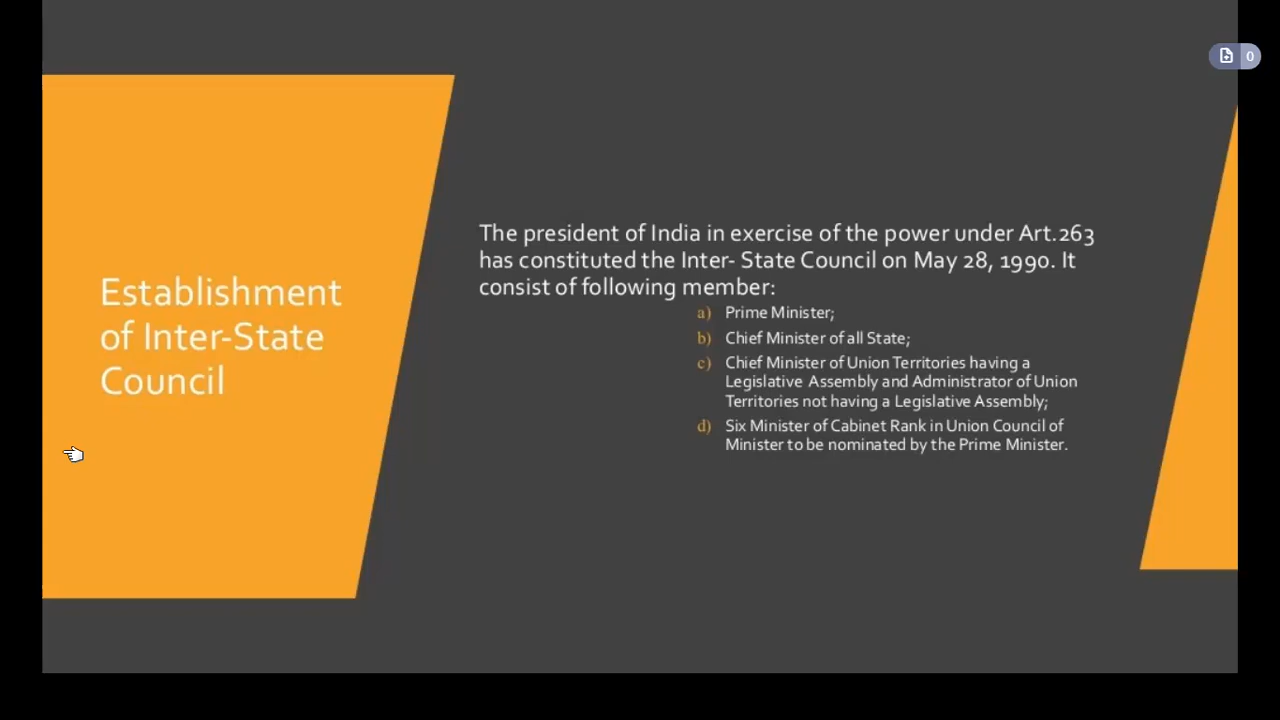 Establishment
of Inter-State
Council
The president of India in exercise of the power under Art.263
has constituted the Inter- State Council on May 28, 1990. It
consist of following member:
a) Prime Minister;
b) Chief Minister of all State;
c) Chief Minister of Union Territories having a
Legislative Assembly and Administrator of Union
Territories not having a Legislative Assembly;
d) Six Minister of Cabinet Rank in Union Council of
Minister to be nominated by the Prime Minister.
0